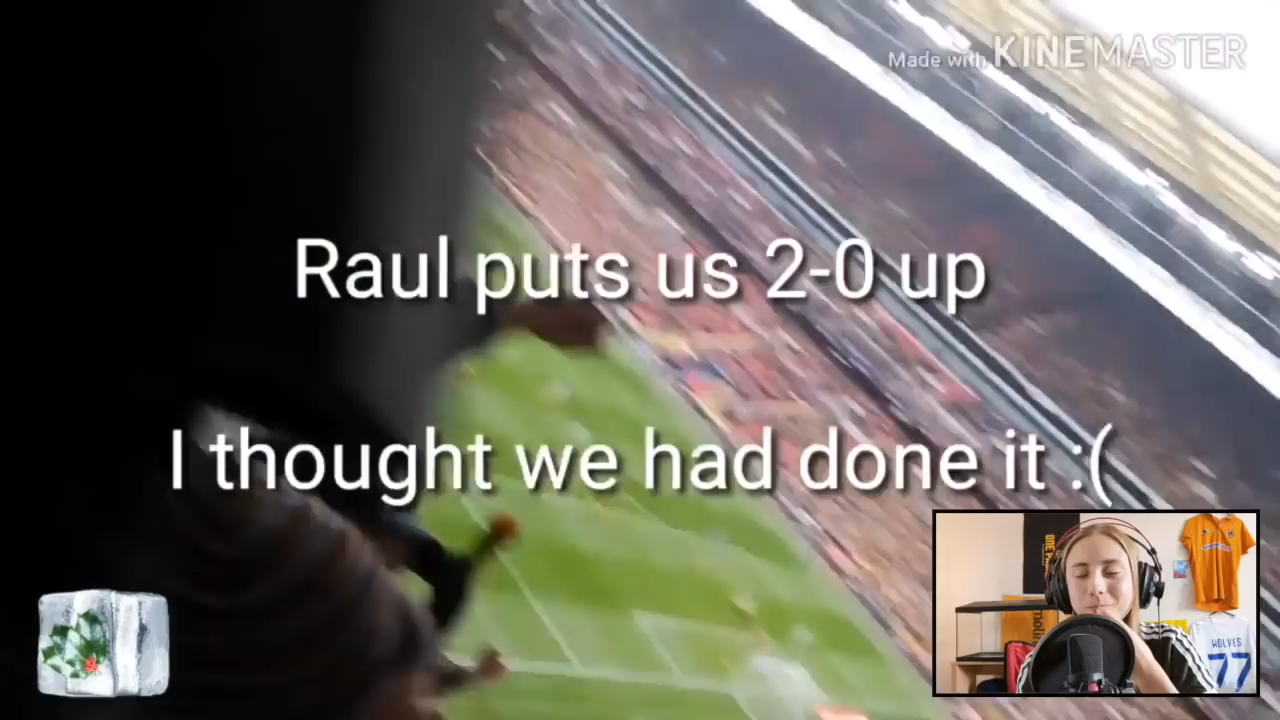 Made with KINEMASTER
Raul puts us 2-0 up
I thought we had done it :(
WOLVES
77